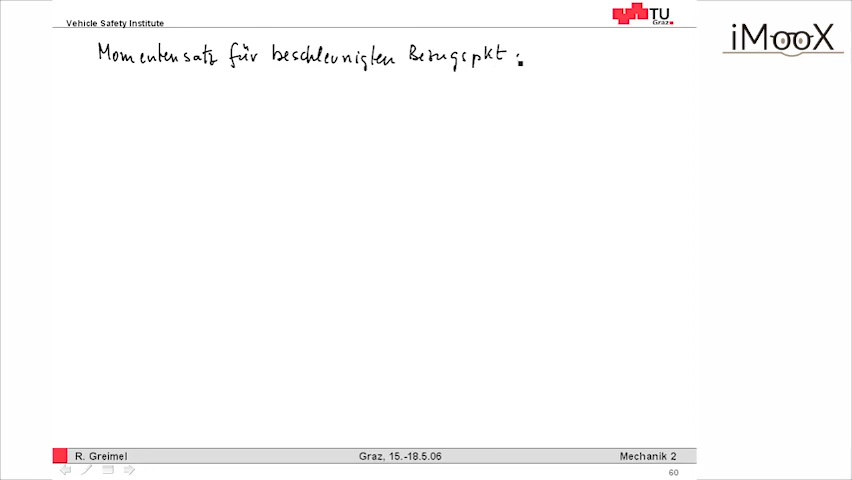 Vehicle Safety Institute
TU
Graz
iMooX
Momentensatz für beschleunigten Bezugspkt :
R. Greimel
Graz, 15.-18.5.06
Mechanik 2
60